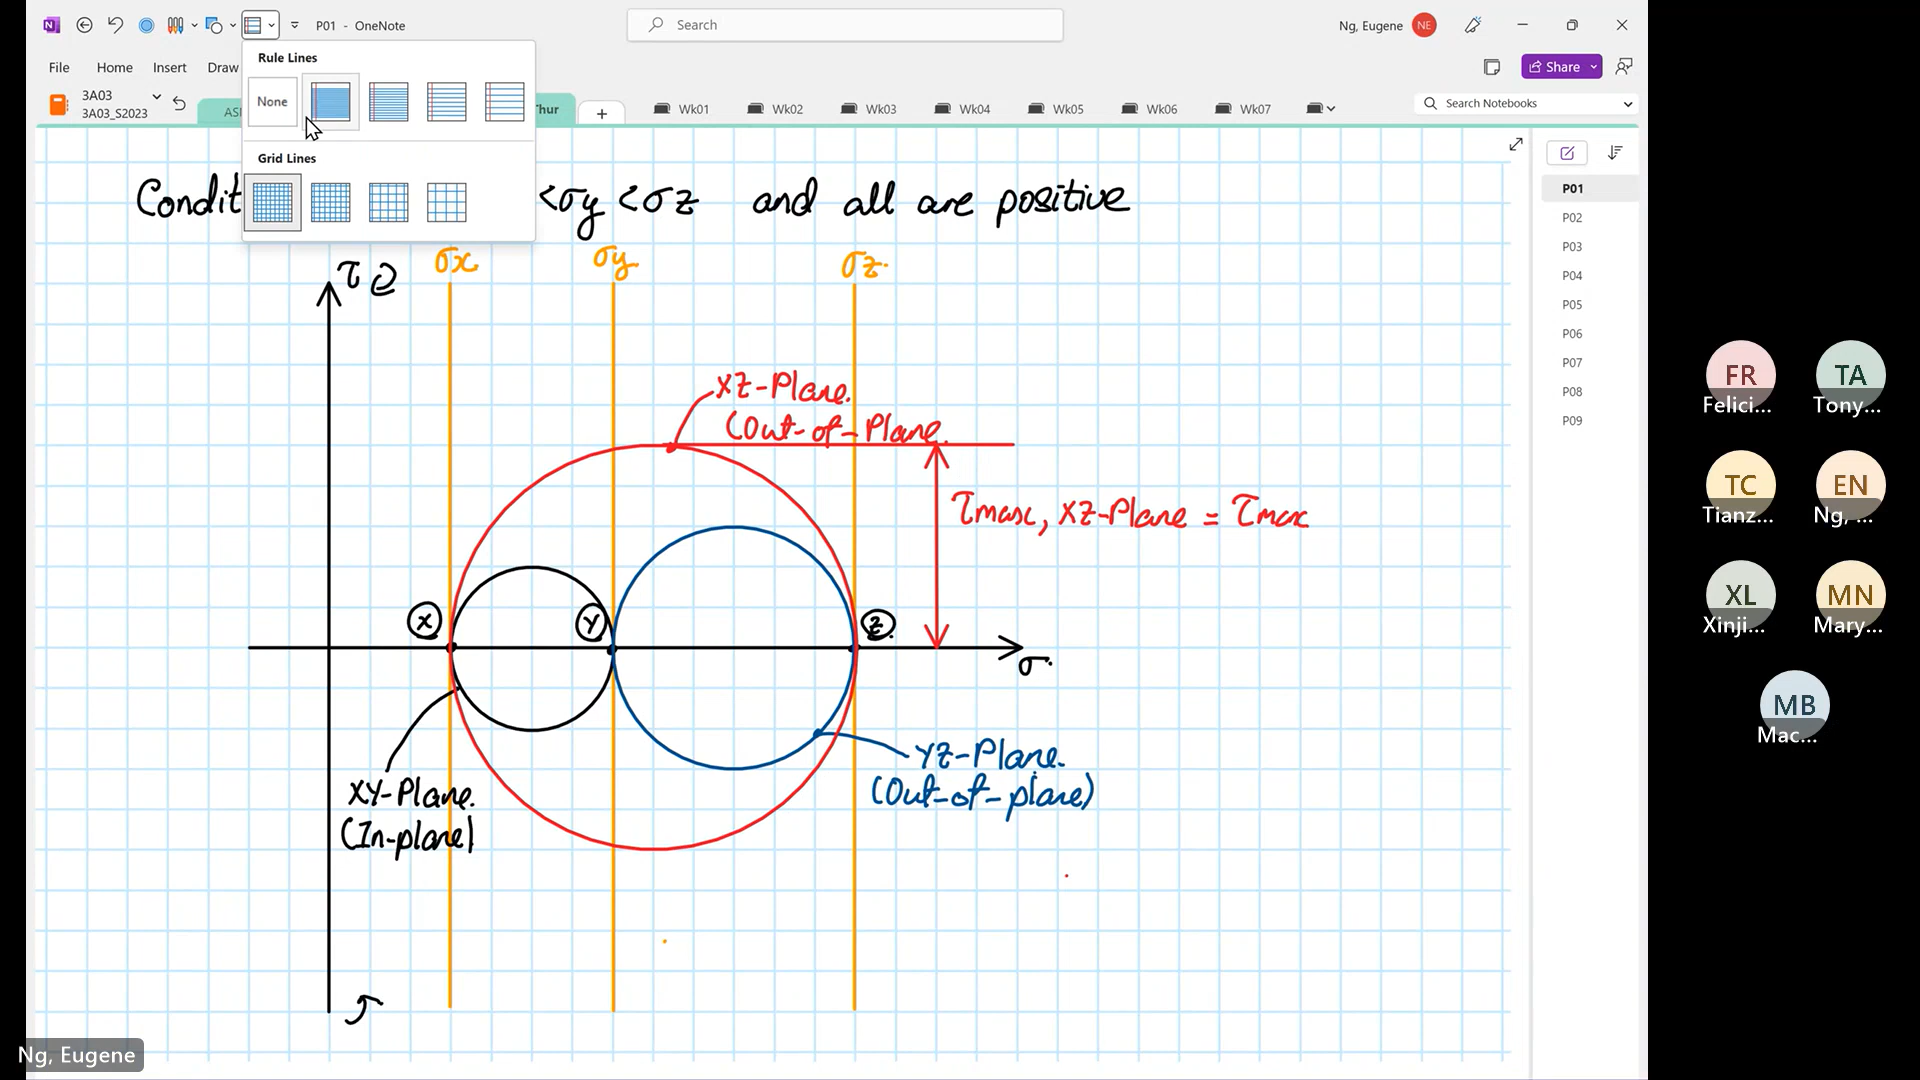 P01 - OneNote
Search
Ng, Eugene
NE
File
Home
Insert
Draw
Share
Rule Lines
None
Grid Lines
3A03
3A03_S2023
hur
+
Wk01
Wk02
Wk03
Wk04
Wk05
Wk06
Wk07
Search Notebooks
P01
P02
P03
P04
P05
P06
P07
P08
P09
Condit <σy <σz and all are positive
σx
σy
σz
τ
XZ-Plane.
(Out-of-Plane.
τmax, XZ-Plane = τmax
X
Y
Z
σ
XY-Plane.
(In-plane)
YZ-Plane.
(Out-of-plane)
FR
Felici...
TA
Tony...
TC
Tianz...
EN
Ng, ...
XL
Xinji...
MN
Mary...
MB
Mac...
Ng, Eugene